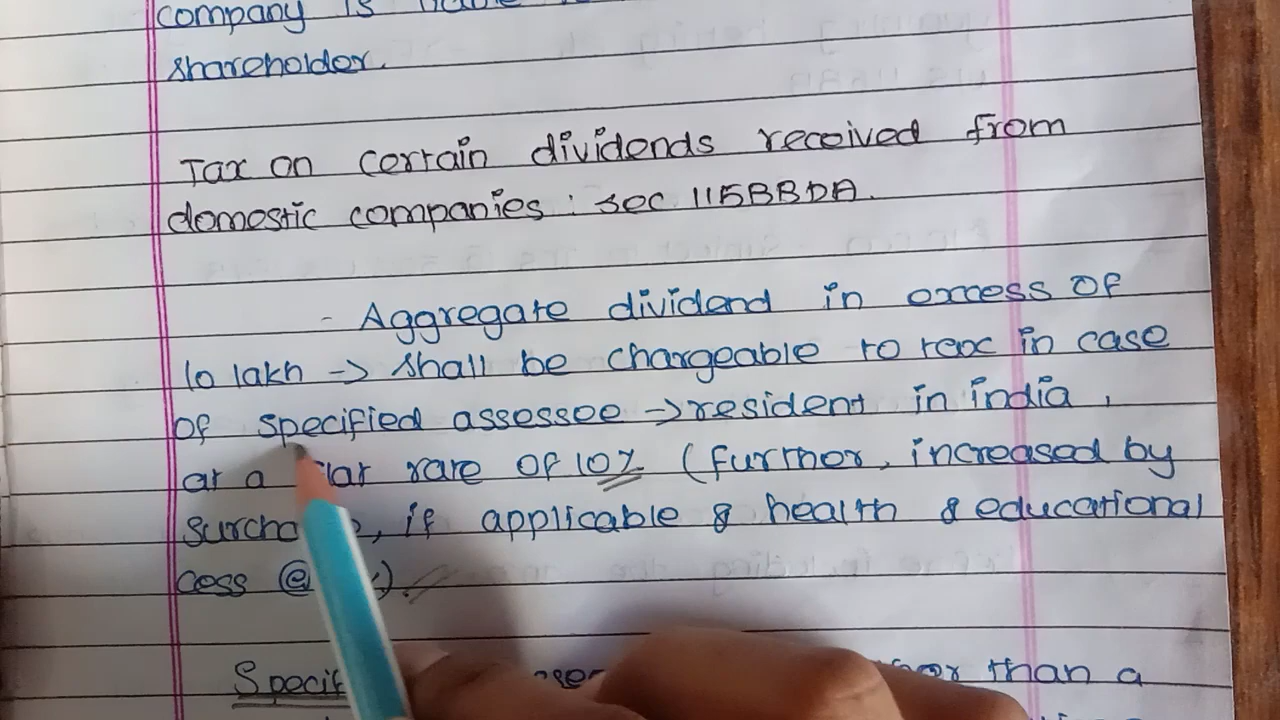 company is
shareholder.
Tax on certain dividends received from
domestic companies : sec 115BBDA.
- Aggregate dividend in excess of
10 lakh -> shall be chargeable to tax in case
of specified assessee -> resident in india ,
at a rate of 10% (further, increased by
, if applicable & health & educational
cess @
than a